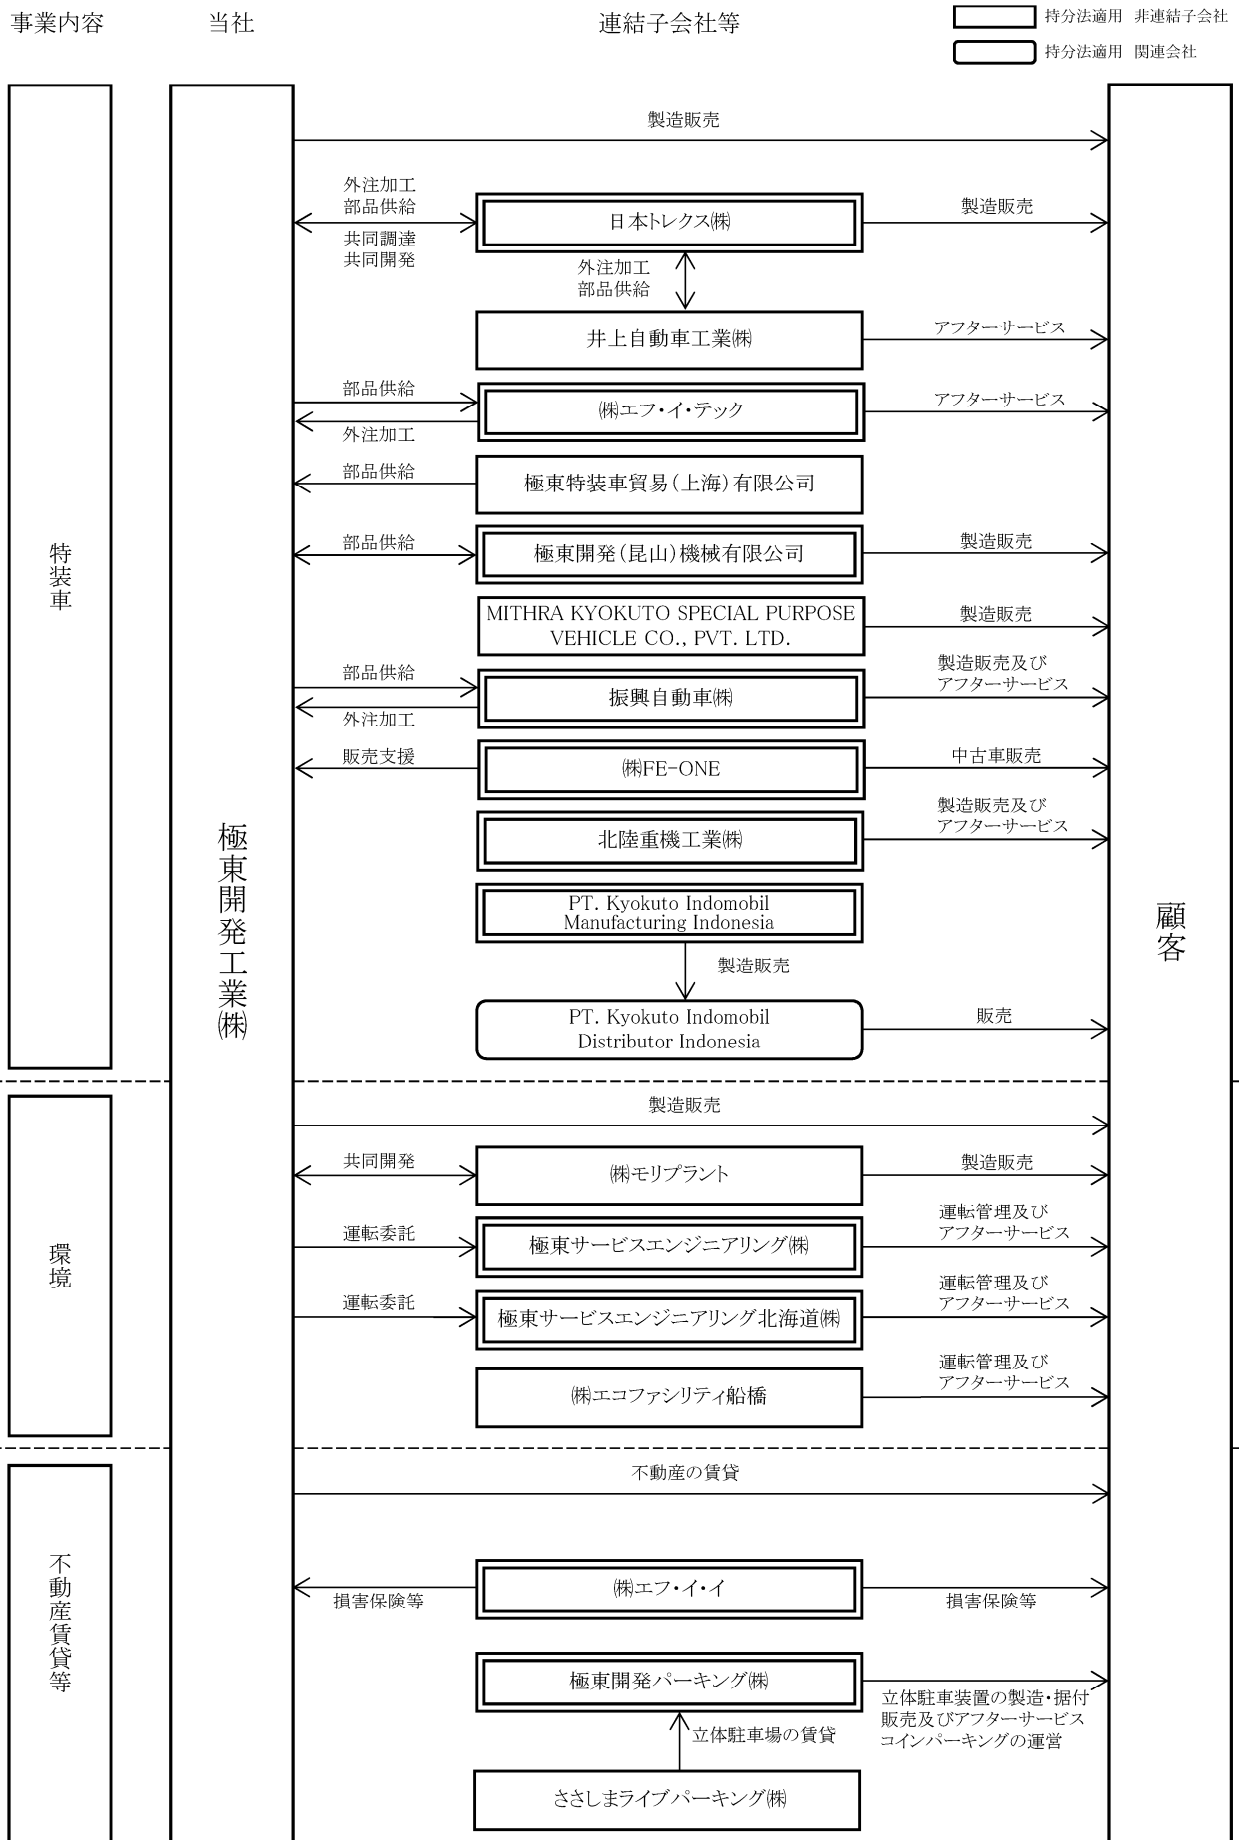 事業内容
当社
連結子会社等
持分法適用 非連結子会社
持分法適用 関連会社
特装車
極東開発工業㈱
顧客
製造販売
外注加工
部品供給
共同調達
共同開発
日本トレクス㈱
製造販売
外注加工
部品供給
井上自動車工業㈱
アフターサービス
部品供給
外注加工
㈱エフ・イ・テック
アフターサービス
部品供給
極東特装車貿易(上海)有限公司
部品供給
極東開発(昆山)機械有限公司
製造販売
MITHRA KYOKUTO SPECIAL PURPOSE
VEHICLE CO., PVT. LTD.
製造販売
部品供給
外注加工
振興自動車㈱
製造販売及び
アフターサービス
販売支援
㈱FE-ONE
中古車販売
北陸重機工業㈱
製造販売及び
アフターサービス
PT. Kyokuto Indomobil
Manufacturing Indonesia
製造販売
PT. Kyokuto Indomobil
Distributor Indonesia
販売
環境
製造販売
共同開発
㈱モリプラント
製造販売
運転委託
極東サービスエンジニアリング㈱
運転管理及び
アフターサービス
運転委託
極東サービスエンジニアリング北海道㈱
運転管理及び
アフターサービス
㈱エコファシリティ船橋
運転管理及び
アフターサービス
不動産賃貸等
不動産の賃貸
損害保険等
㈱エフ・イ・イ
損害保険等
極東開発パーキング㈱
立体駐車装置の製造・据付
販売及びアフターサービス
コインパーキングの運営
立体駐車場の賃貸
ささしまライブパーキング㈱